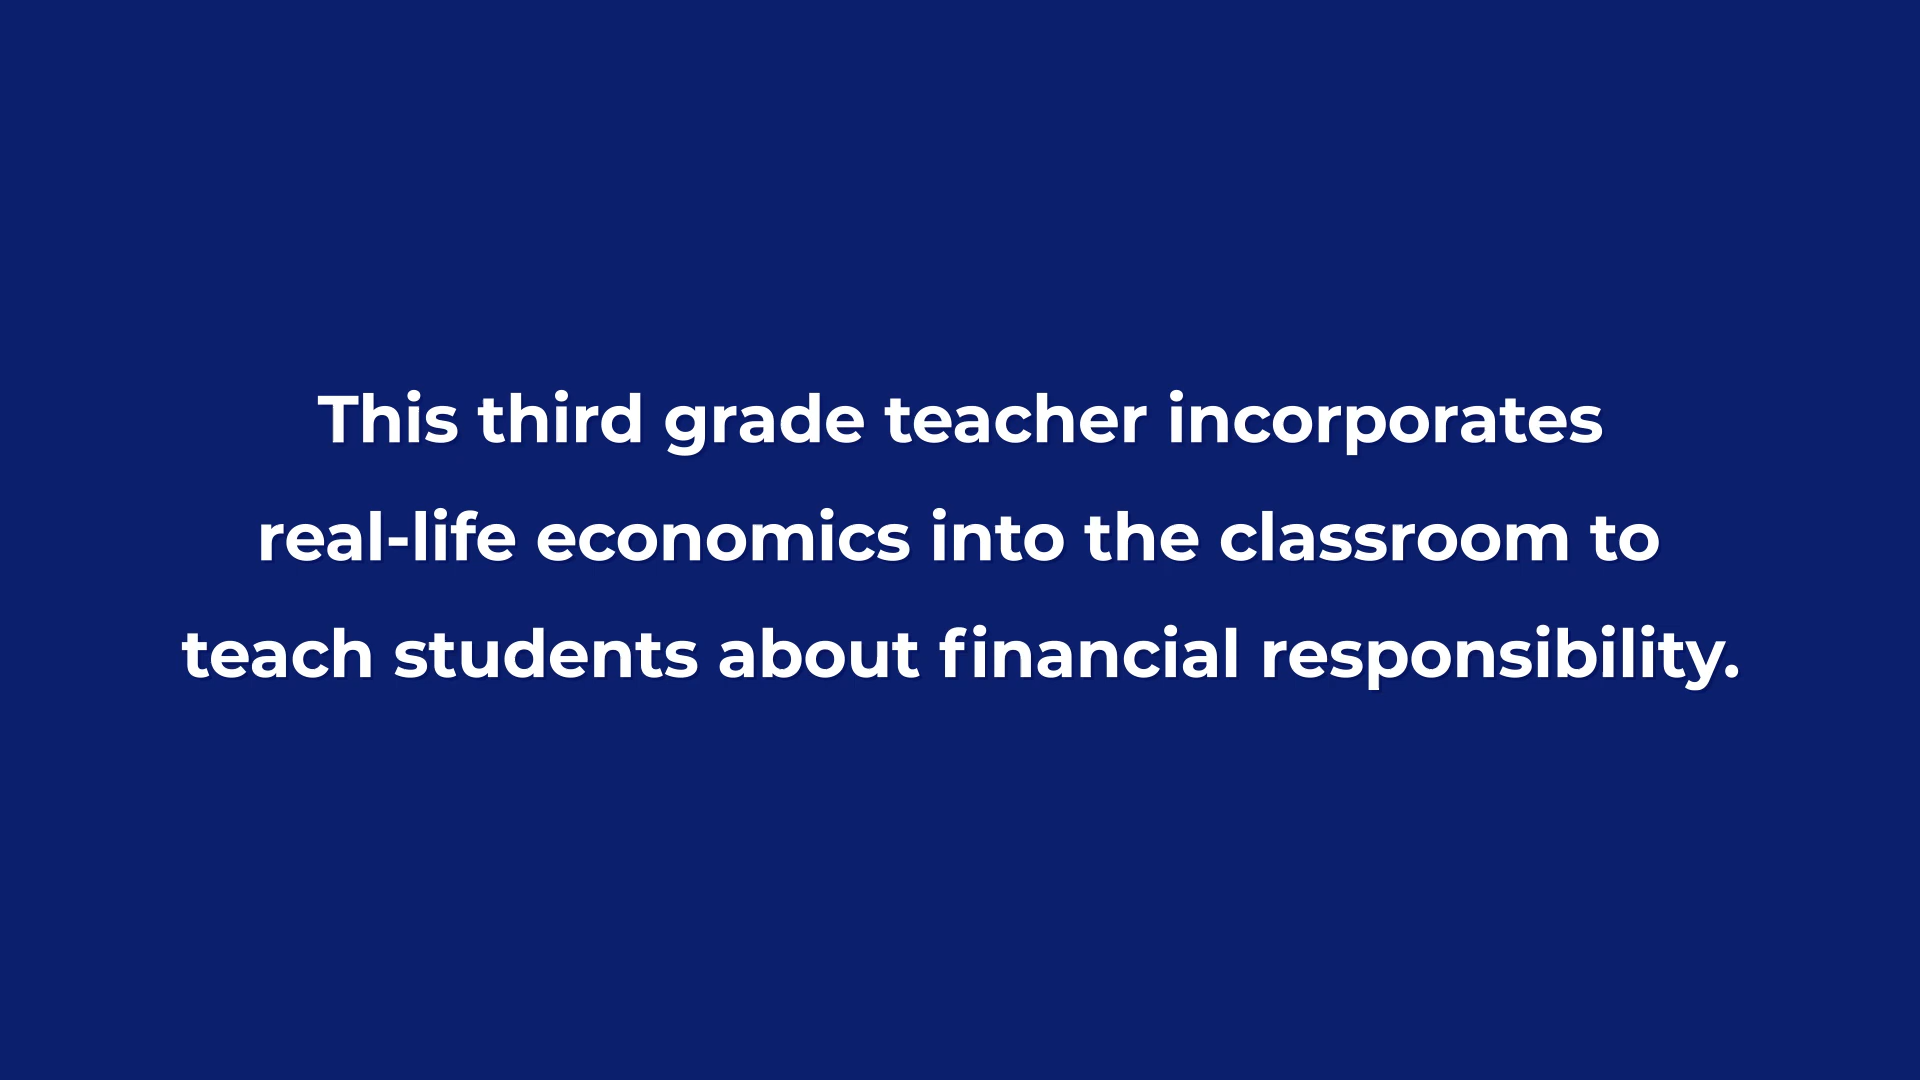 This third grade teacher incorporates
real-life economics into the classroom to
teach students about financial responsibility.